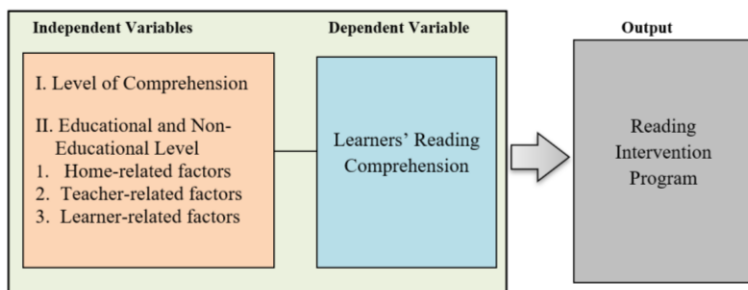 Independent Variables
I. Level of Comprehension
II. Educational and Non-
Educational Level
1. Home-related factors
2. Teacher-related factors
3. Learner-related factors
Dependent Variable
Learners' Reading
Comprehension
Output
Reading
Intervention
Program